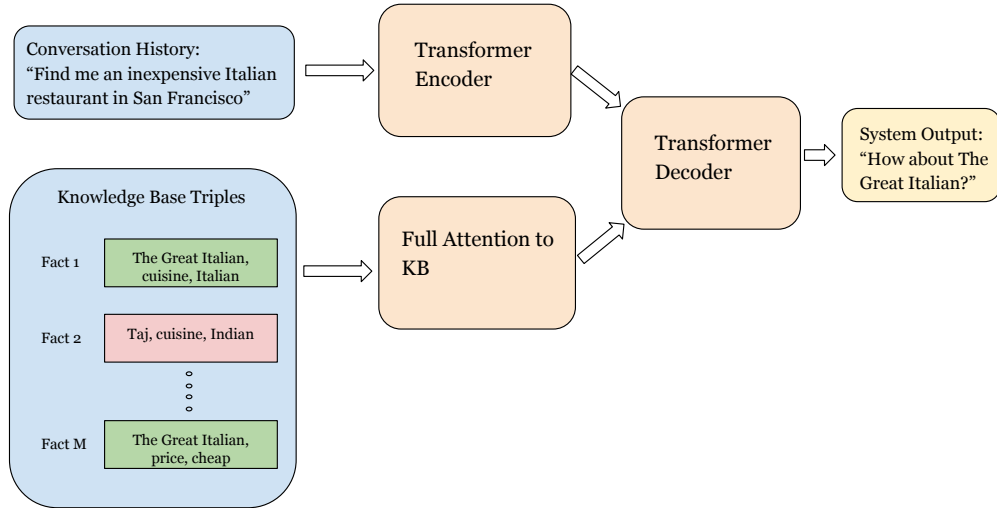 Conversation History:
“Find me an inexpensive Italian
restaurant in San Francisco”
Transformer
Encoder
Transformer
Decoder
System Output:
“How about The
Great Italian?”
Knowledge Base Triples
Fact 1
The Great Italian,
cuisine, Italian
Fact 2
Taj, cuisine, Indian
Fact M
The Great Italian,
price, cheap
Full Attention to
KB